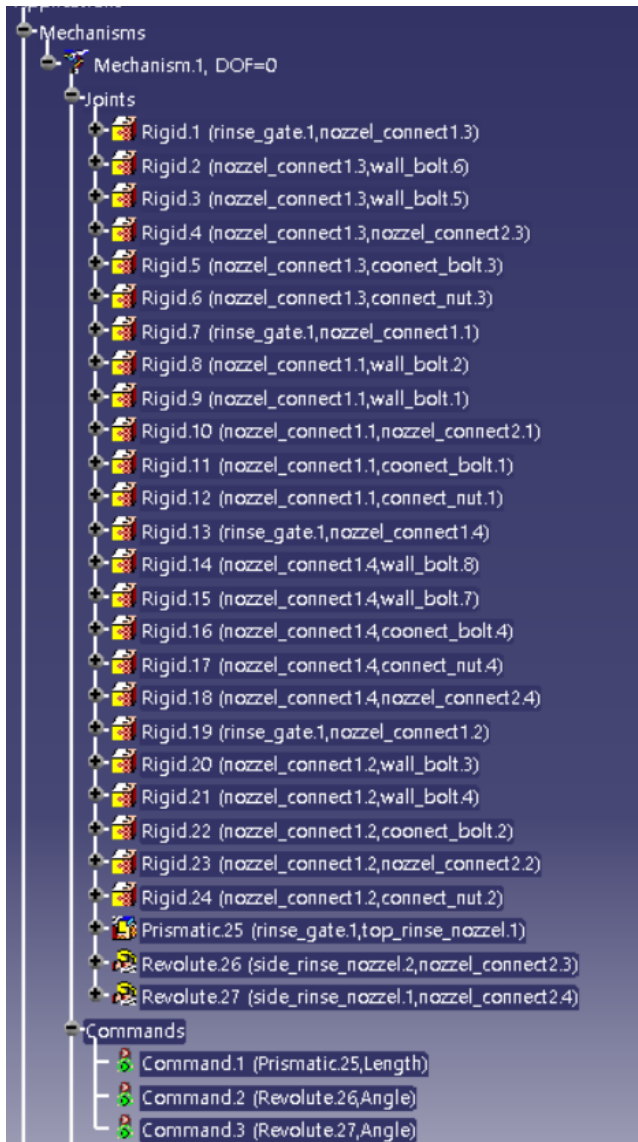 Applications
Mechanisms
Mechanism.1, DOF=0
Joints
Rigid.1 (rinse_gate.1,nozzel_connect1.3)
Rigid.2 (nozzel_connect1.3,wall_bolt.6)
Rigid.3 (nozzel_connect1.3,wall_bolt.5)
Rigid.4 (nozzel_connect1.3,nozzel_connect2.3)
Rigid.5 (nozzel_connect1.3,coonect_bolt.3)
Rigid.6 (nozzel_connect1.3,connect_nut.3)
Rigid.7 (rinse_gate.1,nozzel_connect1.1)
Rigid.8 (nozzel_connect1.1,wall_bolt.2)
Rigid.9 (nozzel_connect1.1,wall_bolt.1)
Rigid.10 (nozzel_connect1.1,nozzel_connect2.1)
Rigid.11 (nozzel_connect1.1,coonect_bolt.1)
Rigid.12 (nozzel_connect1.1,connect_nut.1)
Rigid.13 (rinse_gate.1,nozzel_connect1.4)
Rigid.14 (nozzel_connect1.4,wall_bolt.8)
Rigid.15 (nozzel_connect1.4,wall_bolt.7)
Rigid.16 (nozzel_connect1.4,coonect_bolt.4)
Rigid.17 (nozzel_connect1.4,connect_nut.4)
Rigid.18 (nozzel_connect1.4,nozzel_connect2.4)
Rigid.19 (rinse_gate.1,nozzel_connect1.2)
Rigid.20 (nozzel_connect1.2,wall_bolt.3)
Rigid.21 (nozzel_connect1.2,wall_bolt.4)
Rigid.22 (nozzel_connect1.2,coonect_bolt.2)
Rigid.23 (nozzel_connect1.2,nozzel_connect2.2)
Rigid.24 (nozzel_connect1.2,connect_nut.2)
Prismatic.25 (rinse_gate.1,top_rinse_nozzel.1)
Revolute.26 (side_rinse_nozzel.2,nozzel_connect2.3)
Revolute.27 (side_rinse_nozzel.1,nozzel_connect2.4)
Commands
Command.1 (Prismatic.25,Length)
Command.2 (Revolute.26,Angle)
Command.3 (Revolute.27,Angle)